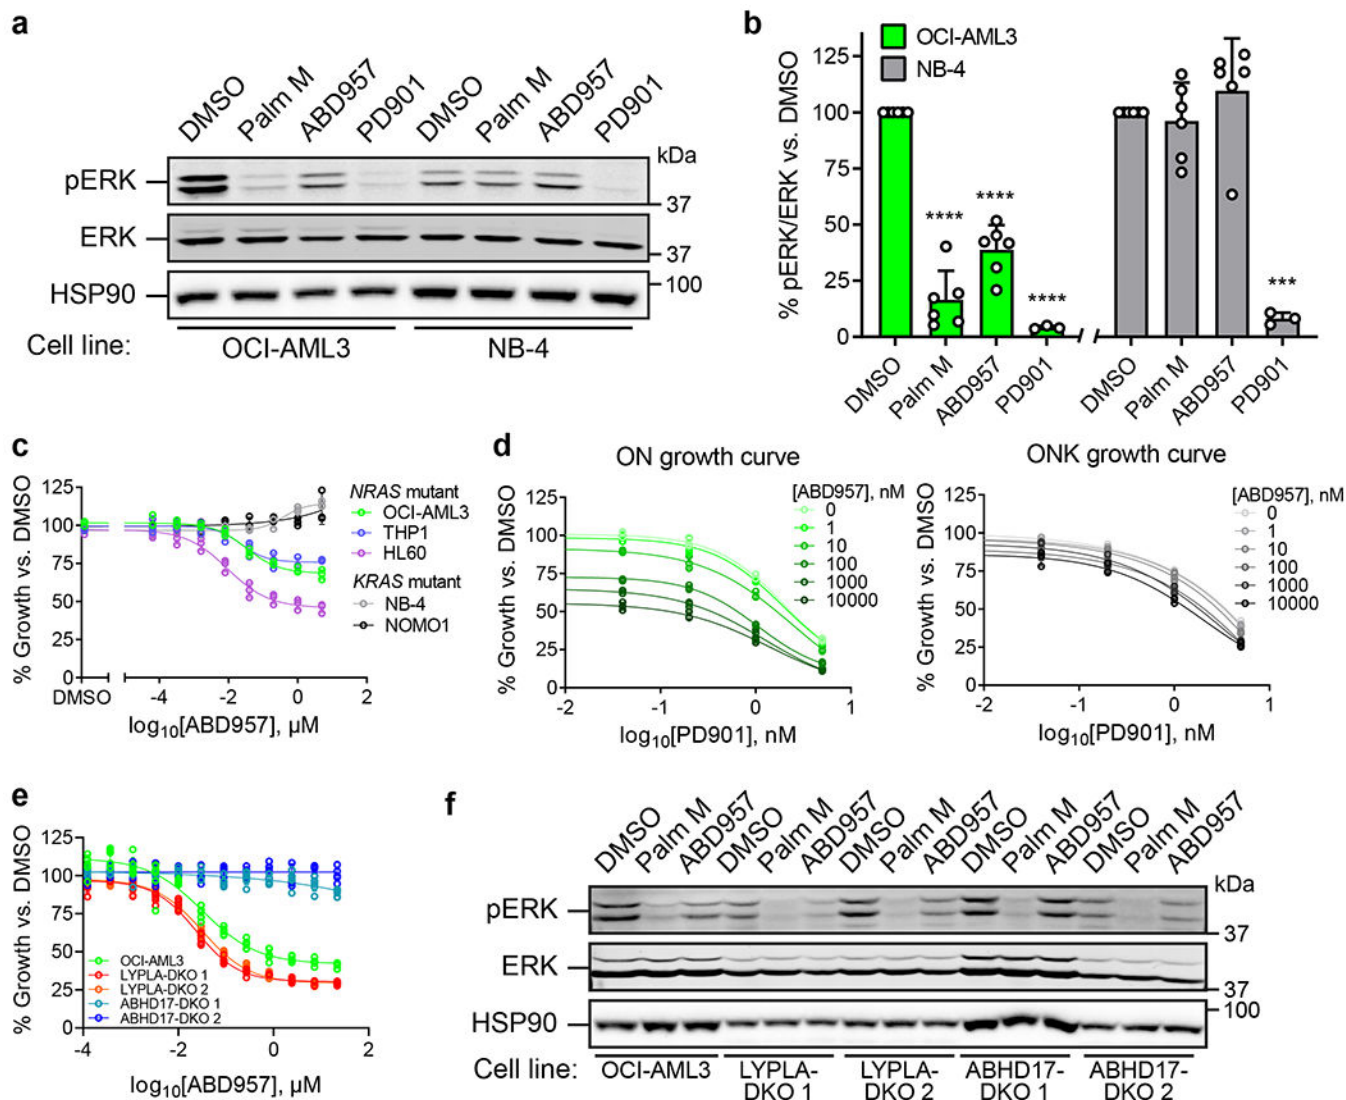 a
DMSO
Palm M
ABD957
PD901
DMSO
Palm M
ABD957
PD901
kDa
pERK
37
ERK
37
HSP90
100
Cell line:
OCI-AML3
NB-4
b
OCI-AML3
NB-4
% pERK/ERK vs. DMSO
125
100
75
50
25
0
****
****
****
***
DMSO
Palm M
ABD957
PD901
DMSO
Palm M
ABD957
PD901
c
% Growth vs. DMSO
125
100
75
50
25
0
DMSO
-4
-2
0
2
log10[ABD957], µM
NRAS mutant
OCI-AML3
THP1
HL60
KRAS mutant
NB-4
NOMO1
d
ON growth curve
% Growth vs. DMSO
125
100
75
50
25
0
-2
-1
0
1
log10[PD901], nM
[ABD957], nM
0
1
10
100
1000
10000
ONK growth curve
% Growth vs. DMSO
125
100
75
50
25
0
-2
-1
0
1
log10[PD901], nM
[ABD957], nM
0
1
10
100
1000
10000
e
% Growth vs. DMSO
125
100
75
50
25
0
OCI-AML3
LYPLA-DKO 1
LYPLA-DKO 2
ABHD17-DKO 1
ABHD17-DKO 2
-4
-2
0
2
log10[ABD957], µM
f
DMSO
Palm M
ABD957
DMSO
Palm M
ABD957
DMSO
Palm M
ABD957
DMSO
Palm M
ABD957
DMSO
Palm M
ABD957
kDa
pERK
37
ERK
37
HSP90
100
Cell line:
OCI-AML3
LYPLA-
DKO 1
LYPLA-
DKO 2
ABHD17-
DKO 1
ABHD17-
DKO 2